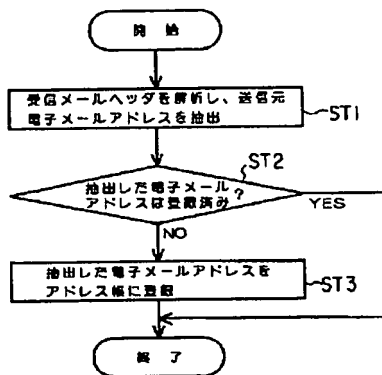 開始
受信メールヘッダを解析し、送信元
電子メールアドレスを抽出
ST1
ST2
抽出した電子メール
アドレスは登録済み?
YES
NO
抽出した電子メールアドレスを
アドレス帳に登録
ST3
終了